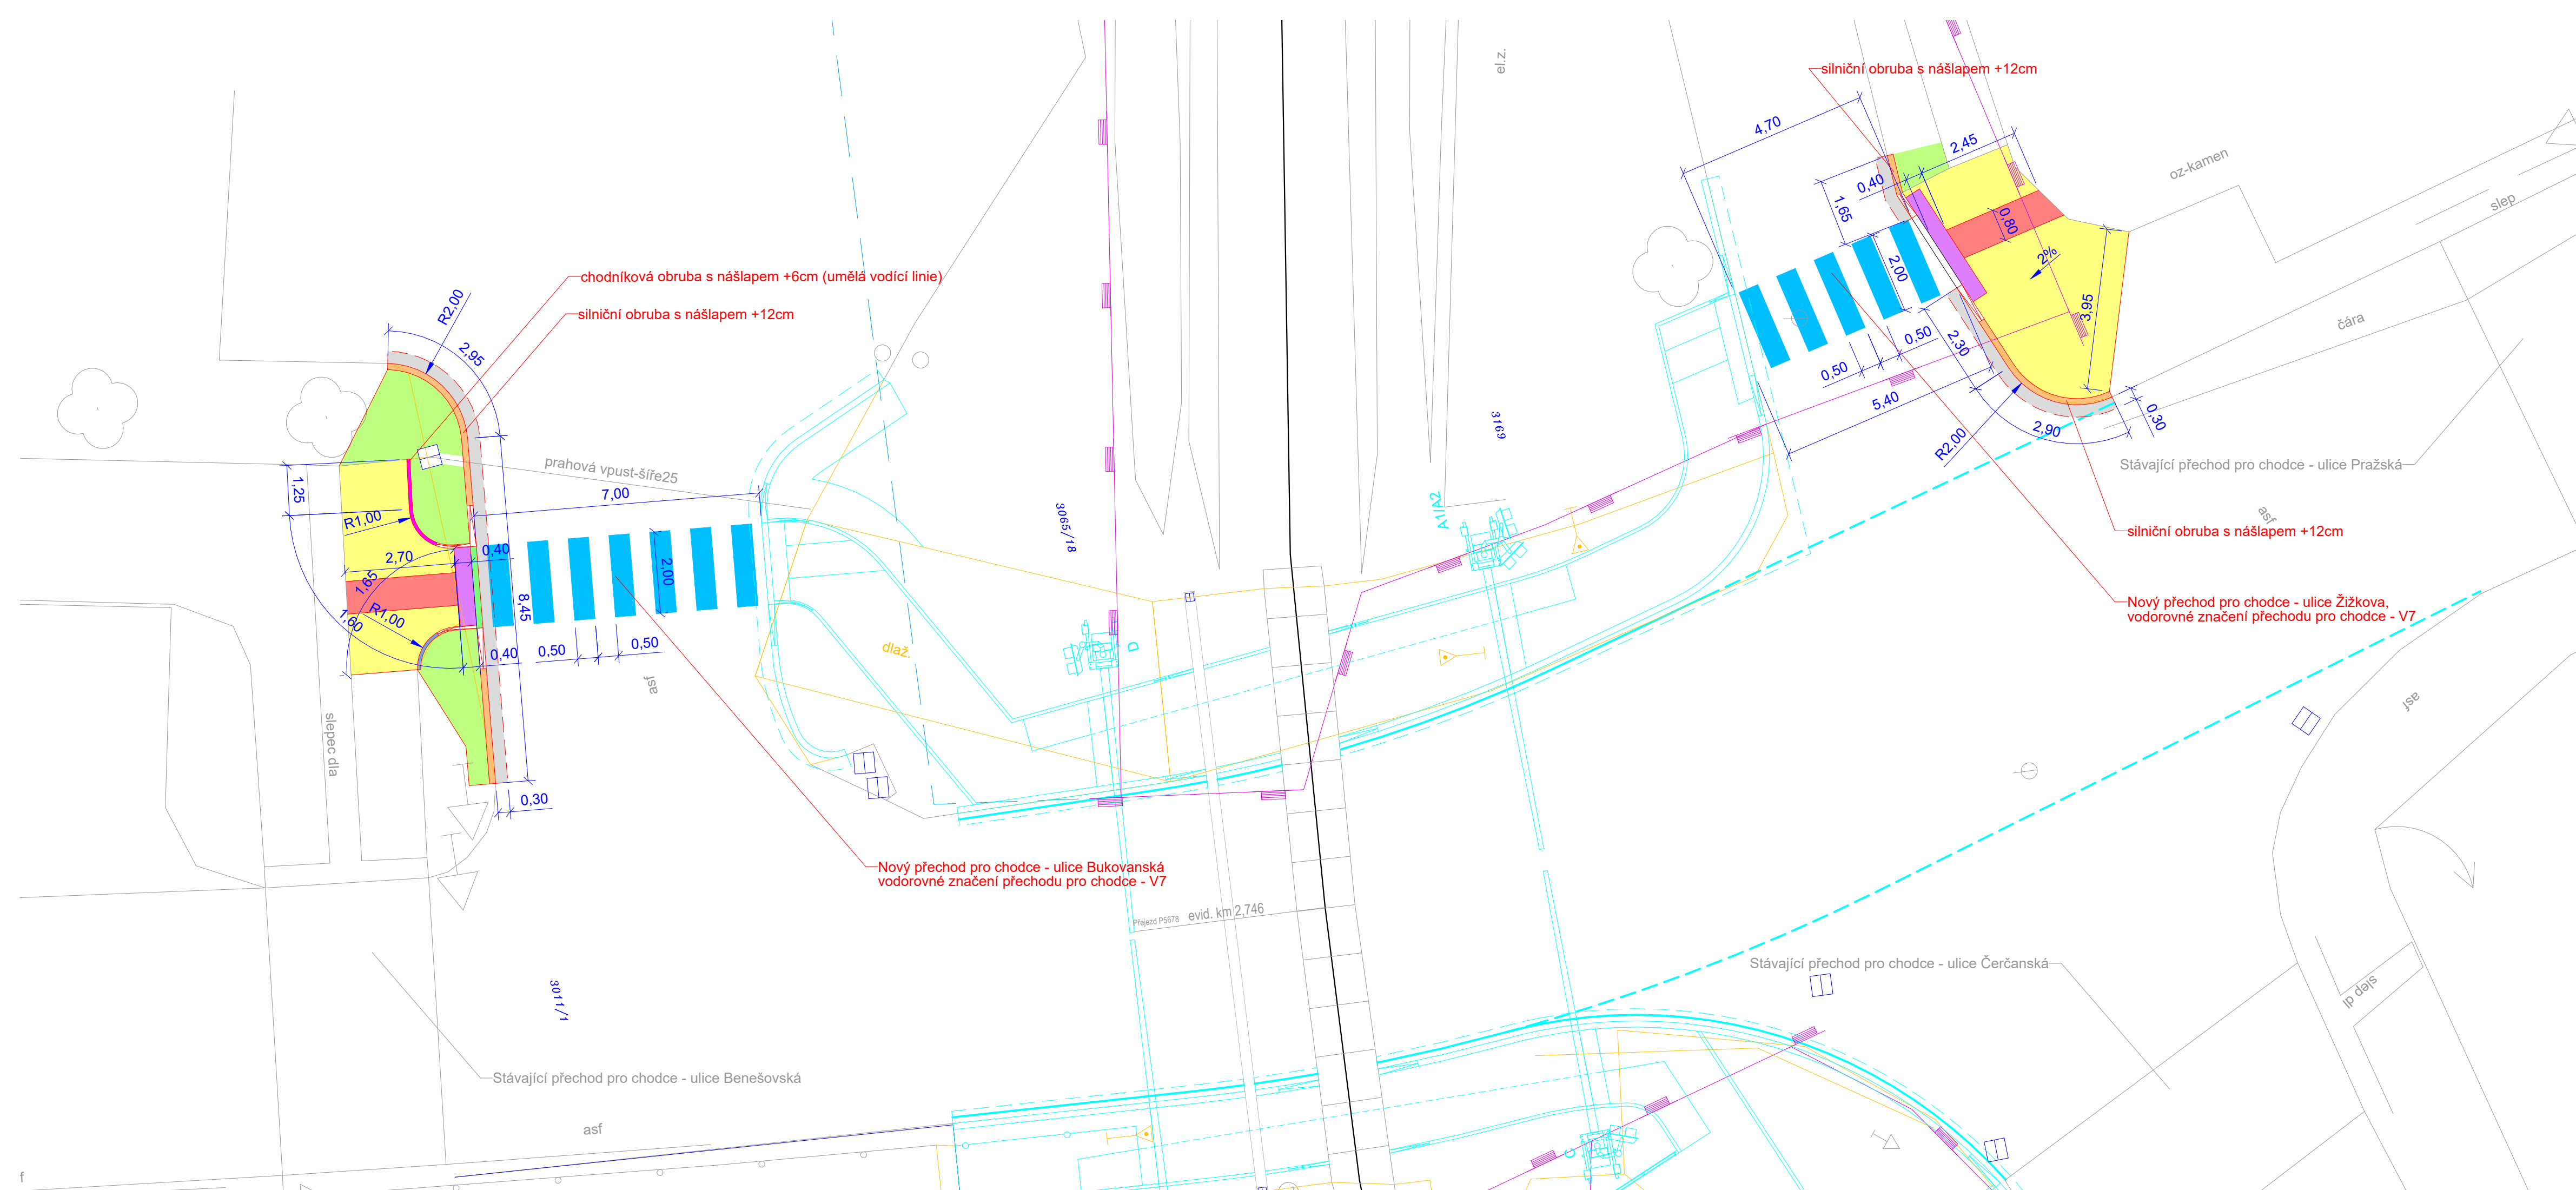 el.z.
silniční obruba s nášlapem +12cm
4,70
2,45
oz-kamen
0,40
1,65
0,80
slep
2,00
2%
3,95
čára
0,50
0,50
2,30
5,40
R2,00
2,90
0,30
Stávající přechod pro chodce - ulice Pražská
asf
silniční obruba s nášlapem +12cm
Nový přechod pro chodce - ulice Žižkova,
vodorovné značení přechodu pro chodce - V7
chodníková obruba s nášlapem +6cm (umělá vodící linie)
silniční obruba s nášlapem +12cm
R2,00
2,95
prahová vpust-šíře25
7,00
1,25
R1,00
2,70
0,40
1,65
R1,00
1,60
2,00
8,45
0,40
0,50
0,50
0,30
slepec dla
asf
dlaž.
3065/18
3169
A1/A2
D
Nový přechod pro chodce - ulice Bukovanská
vodorovné značení přechodu pro chodce - V7
Přejezd P5678
evid. km 2,746
asf
Stávající přechod pro chodce - ulice Čerčanská
slep dl
3011/1
Stávající přechod pro chodce - ulice Benešovská
asf
C
f